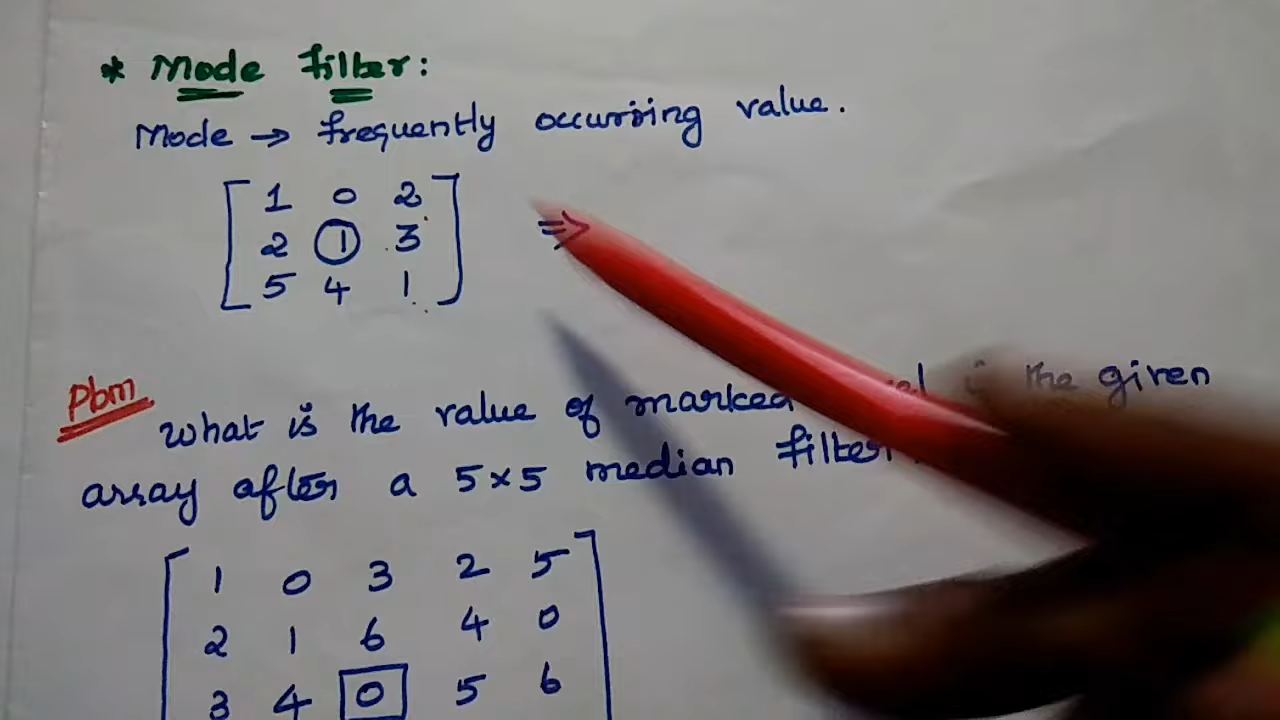 * Mode Filter:
Mode → frequently occurring value.
1 0 2
2 1 3 ⇒
5 4 1
Pbm
What is the value of marked the given
array after a 5×5 median filter
1 0 3 2 5
2 1 6 4 0
3 4 0 5 6